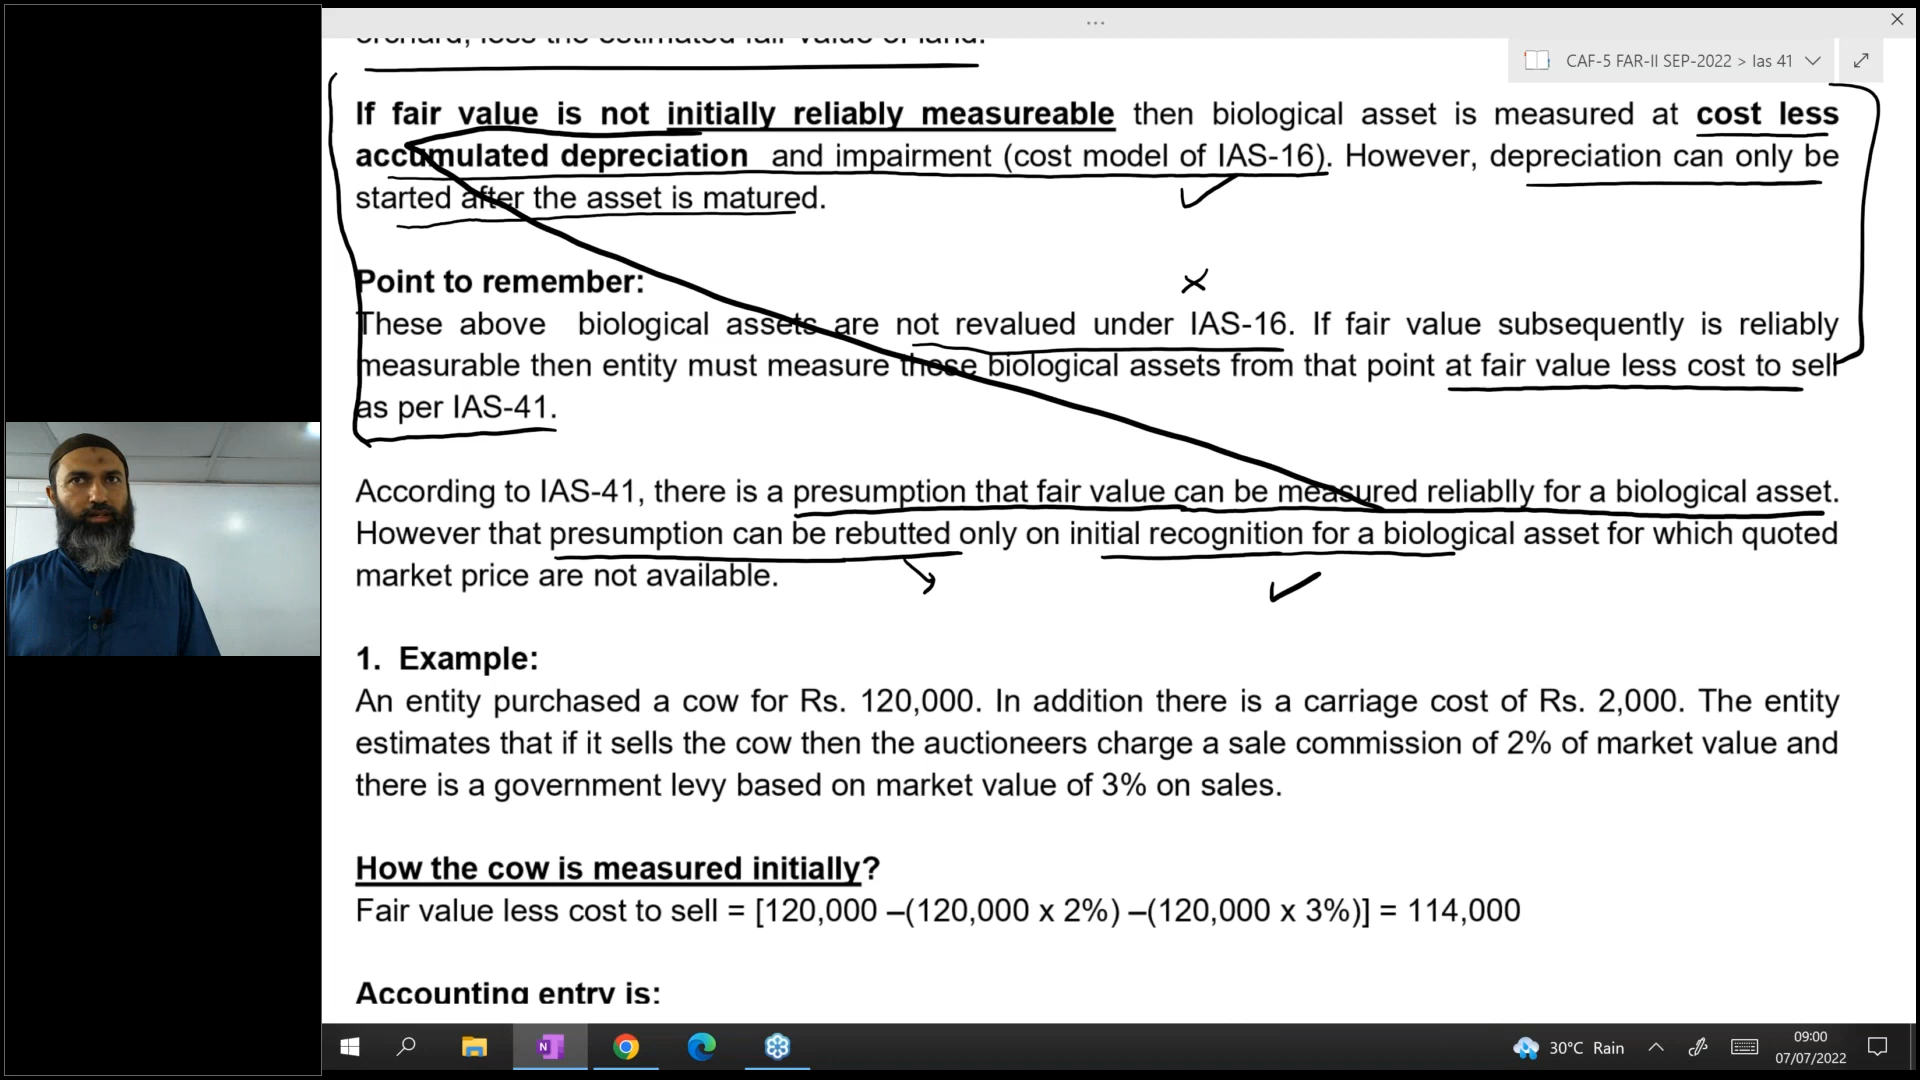 ...
CAF-5 FAR-II SEP-2022 > Ias 41
orchard, less the estimated fair value of land.
If fair value is not initially reliably measureable then biological asset is measured at cost less
accumulated depreciation and impairment (cost model of IAS-16). However, depreciation can only be
started after the asset is matured.
Point to remember:
These above biological assets are not revalued under IAS-16. If fair value subsequently is reliably
measurable then entity must measure these biological assets from that point at fair value less cost to sell
as per IAS-41.
According to IAS-41, there is a presumption that fair value can be measured reliablly for a biological asset.
However that presumption can be rebutted only on initial recognition for a biological asset for which quoted
market price are not available.
1. Example:
An entity purchased a cow for Rs. 120,000. In addition there is a carriage cost of Rs. 2,000. The entity
estimates that if it sells the cow then the auctioneers charge a sale commission of 2% of market value and
there is a government levy based on market value of 3% on sales.
How the cow is measured initially?
Fair value less cost to sell = [120,000 –(120,000 x 2%) –(120,000 x 3%)] = 114,000
Accounting entry is:
N
30°C Rain
09:00
07/07/2022